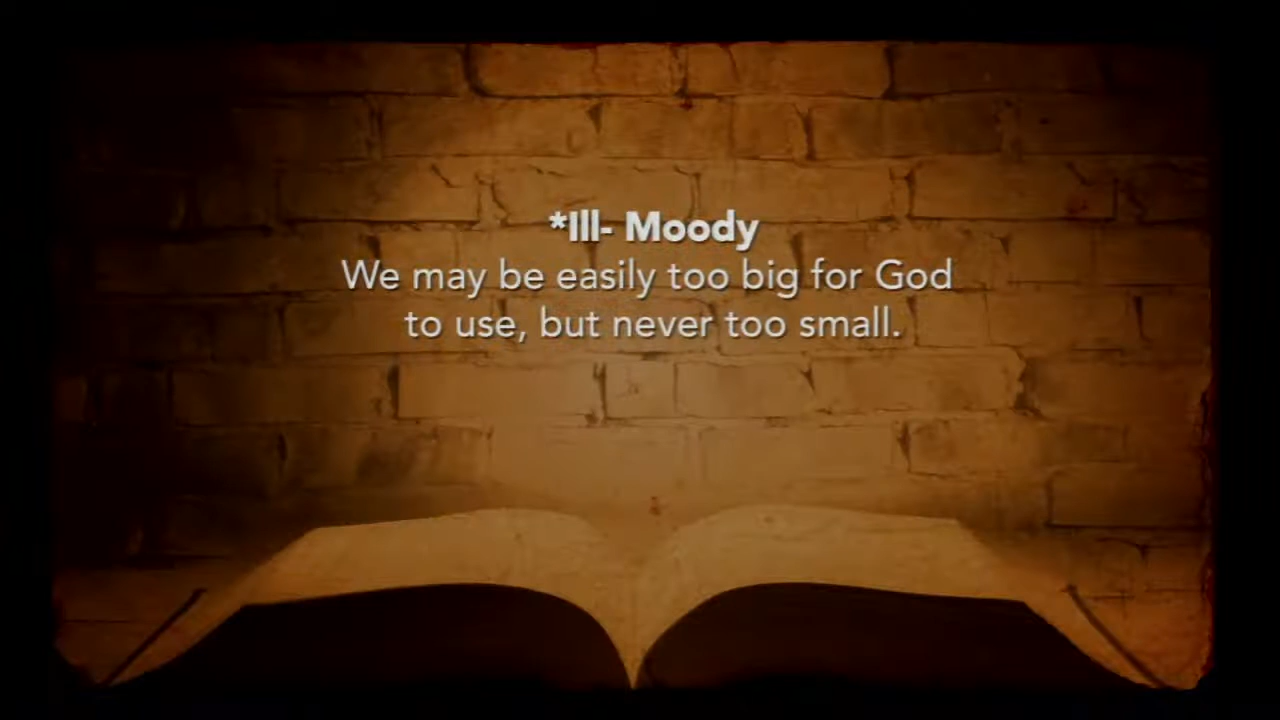 *Ill- Moody
We may be easily too big for God
to use, but never too small.